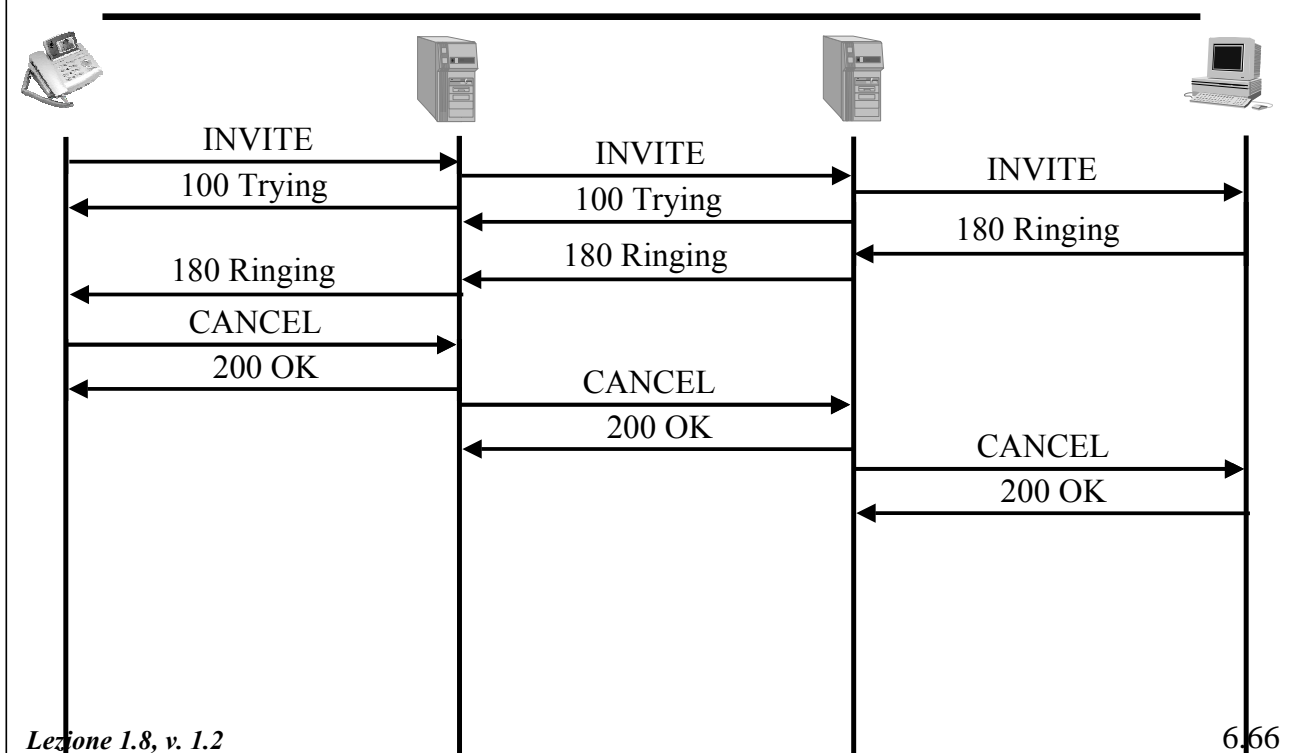 INVITE
INVITE
INVITE
100 Trying
100 Trying
180 Ringing
180 Ringing
180 Ringing
CANCEL
200 OK
CANCEL
200 OK
CANCEL
200 OK
Lezione 1.8, v. 1.2
6.66